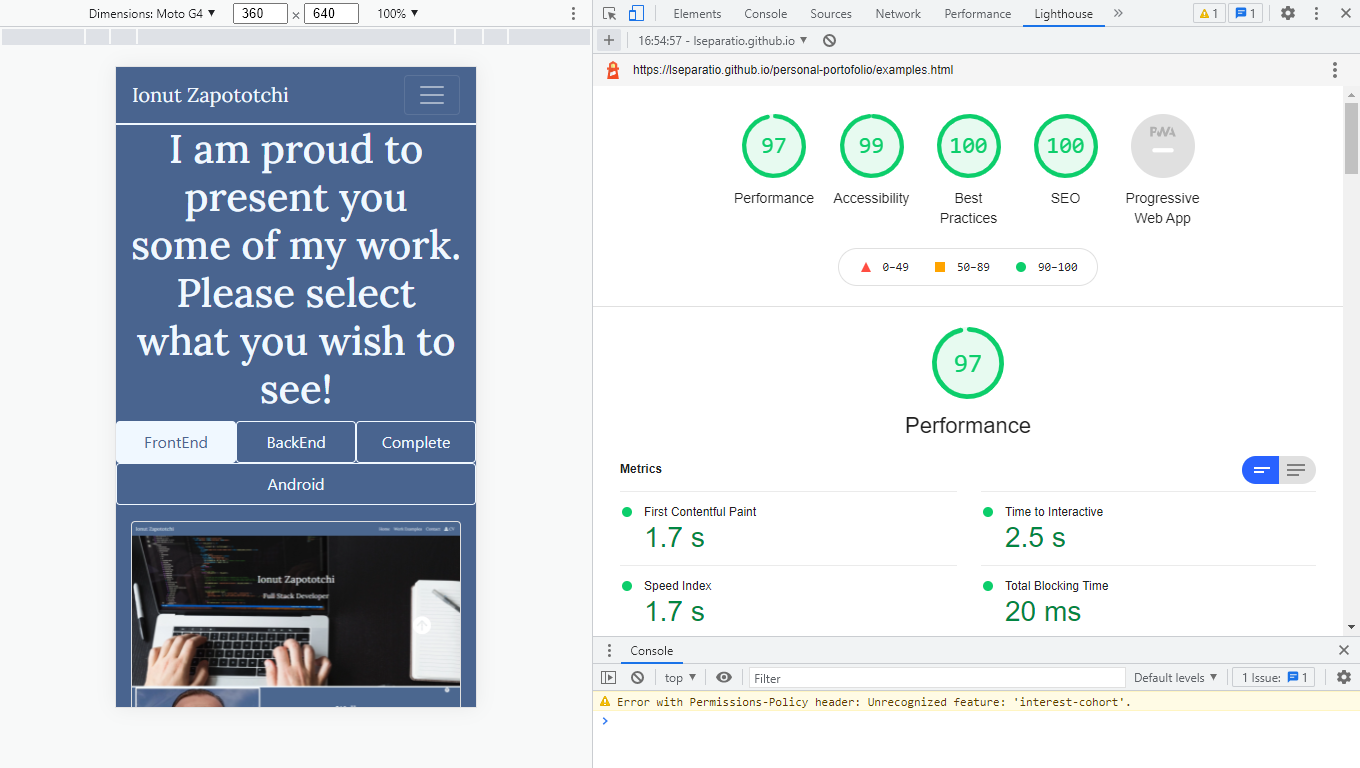 Dimensions: Moto G4 ▼ 360 × 640 100% ▼
Elements Console Sources Network Performance Lighthouse » 1 1
16:54:57 - lseparatio.github.io ▼
https://lseparatio.github.io/personal-portofolio/examples.html
Ionut Zapototchi
I am proud to
present you
some of my work.
Please select
what you wish to
see!
FrontEnd BackEnd Complete
Android
Ionut Zapototchi
Home Work Examples Contact CV
Ionut Zapototchi
Full Stack Developer
97 99 100 100 PWA
Performance Accessibility Best
Practices SEO Progressive
Web App
0–49 50–89 90–100
97
Performance
Metrics
First Contentful Paint
1.7 s
Time to Interactive
2.5 s
Speed Index
1.7 s
Total Blocking Time
20 ms
Console
top ▼ Filter Default levels ▼ 1 Issue: 1
Error with Permissions-Policy header: Unrecognized feature: 'interest-cohort'.